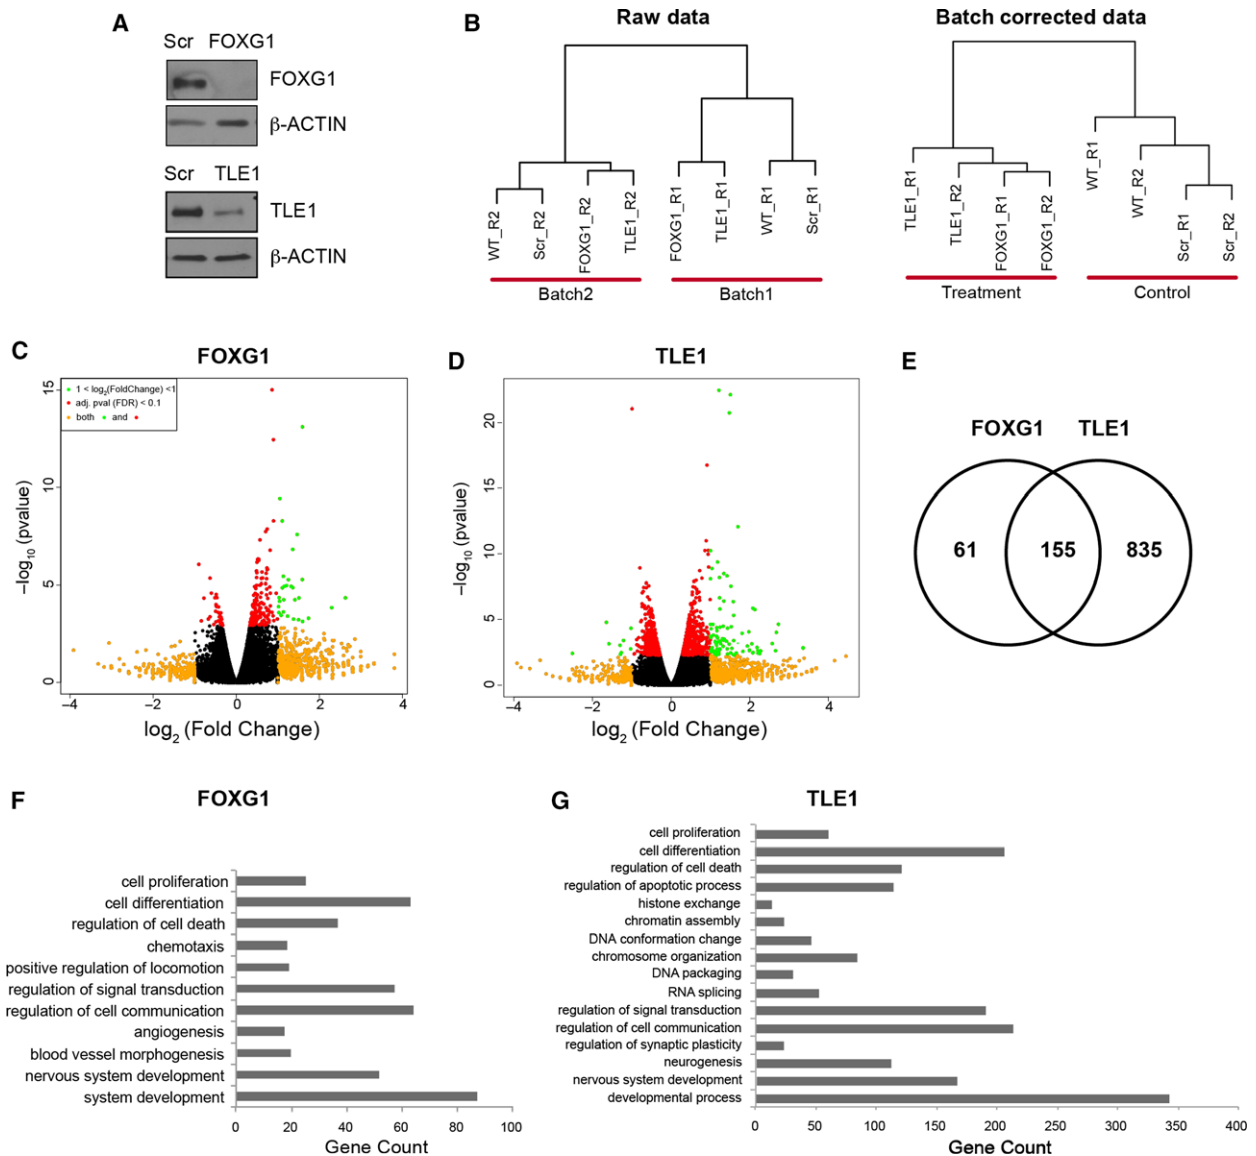 A
Scr FOXG1
FOXG1
β-ACTIN
Scr TLE1
TLE1
β-ACTIN
B
Raw data
WT_R2
Scr_R2
FOXG1_R2
TLE1_R2
FOXG1_R1
TLE1_R1
WT_R1
Scr_R1
Batch2
Batch1
Batch corrected data
TLE1_R1
TLE1_R2
FOXG1_R1
FOXG1_R2
WT_R1
WT_R2
Scr_R1
Scr_R2
Treatment
Control
C
FOXG1
1 < log2(FoldChange) <1
adj. pval (FDR) < 0.1
both and
−log10 (pvalue)
15
10
5
0
−4 −2 0 2 4
log2 (Fold Change)
D
TLE1
−log10 (pvalue)
20
15
10
5
0
−4 −2 0 2 4
log2 (Fold Change)
E
FOXG1 TLE1
61 155 835
F
FOXG1
cell proliferation
cell differentiation
regulation of cell death
chemotaxis
positive regulation of locomotion
regulation of signal transduction
regulation of cell communication
angiogenesis
blood vessel morphogenesis
nervous system development
system development
0 20 40 60 80 100
Gene Count
G
TLE1
cell proliferation
cell differentiation
regulation of cell death
regulation of apoptotic process
histone exchange
chromatin assembly
DNA conformation change
chromosome organization
DNA packaging
RNA splicing
regulation of signal transduction
regulation of cell communication
regulation of synaptic plasticity
neurogenesis
nervous system development
developmental process
0 50 100 150 200 250 300 350 400
Gene Count